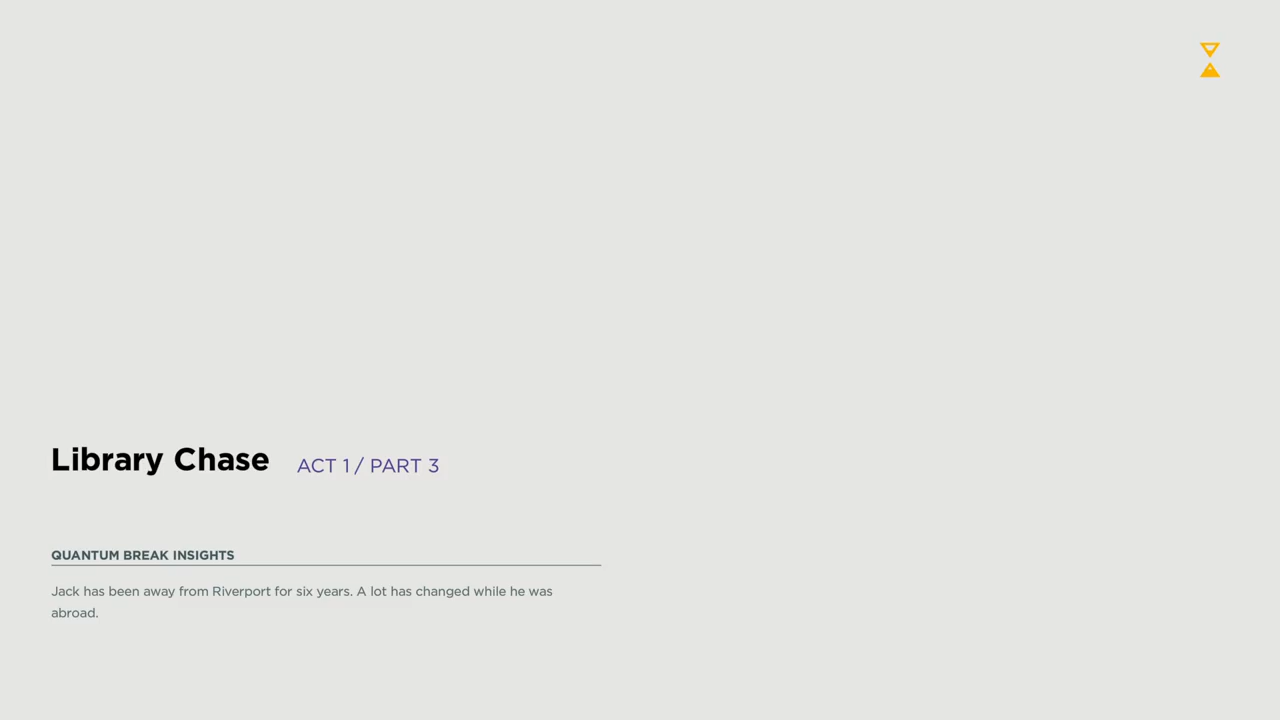 Library Chase ACT 1 / PART 3
QUANTUM BREAK INSIGHTS
Jack has been away from Riverport for six years. A lot has changed while he was
abroad.